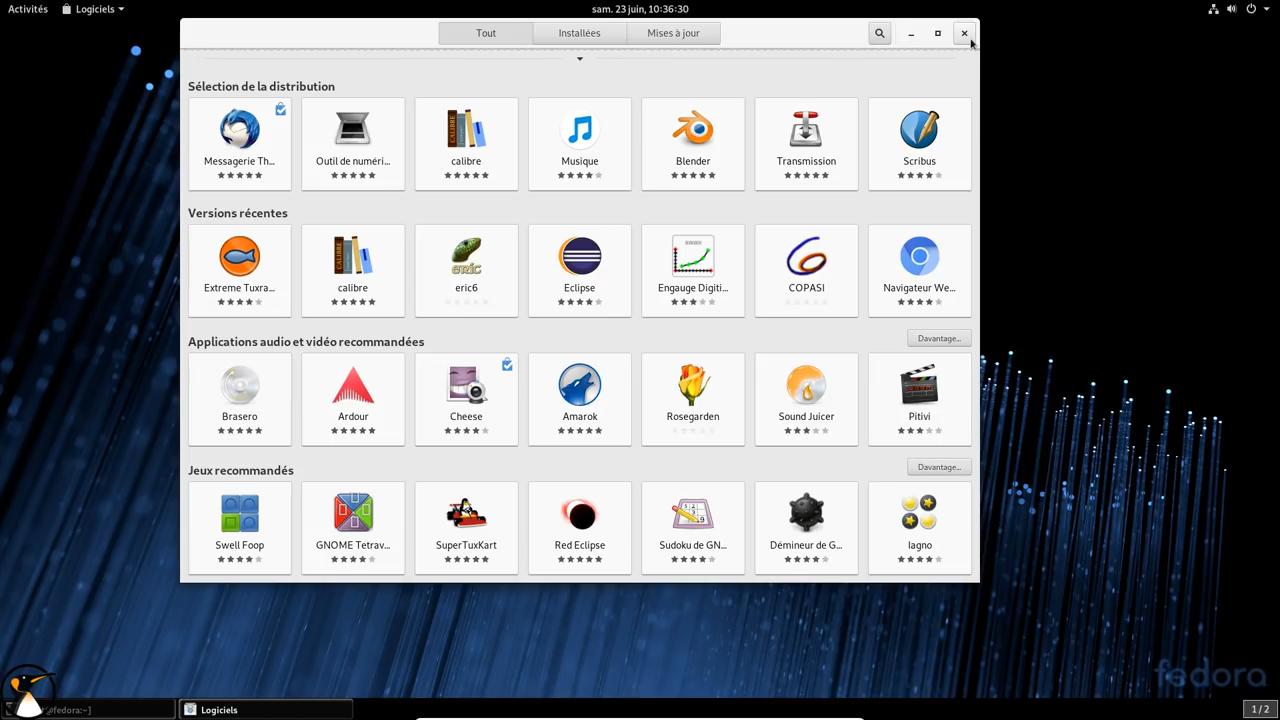 Activités
Logiciels
sam. 23 juin, 10:36:30
Tout
Installées
Mises à jour
Sélection de la distribution
Messagerie Th...
Outil de numéri...
calibre
Musique
Blender
Transmission
Scribus
Versions récentes
Extreme Tuxra...
calibre
eric6
Eclipse
Engauge Digiti...
COPASI
Navigateur We...
Applications audio et vidéo recommandées
Davantage...
Brasero
Ardour
Cheese
Amarok
Rosegarden
Sound Juicer
Pitivi
Jeux recommandés
Davantage...
Swell Foop
GNOME Tetrav...
SuperTuxKart
Red Eclipse
Sudoku de GN...
Démineur de G...
Iagno
fedora
fedora:~]
Logiciels
1 / 2